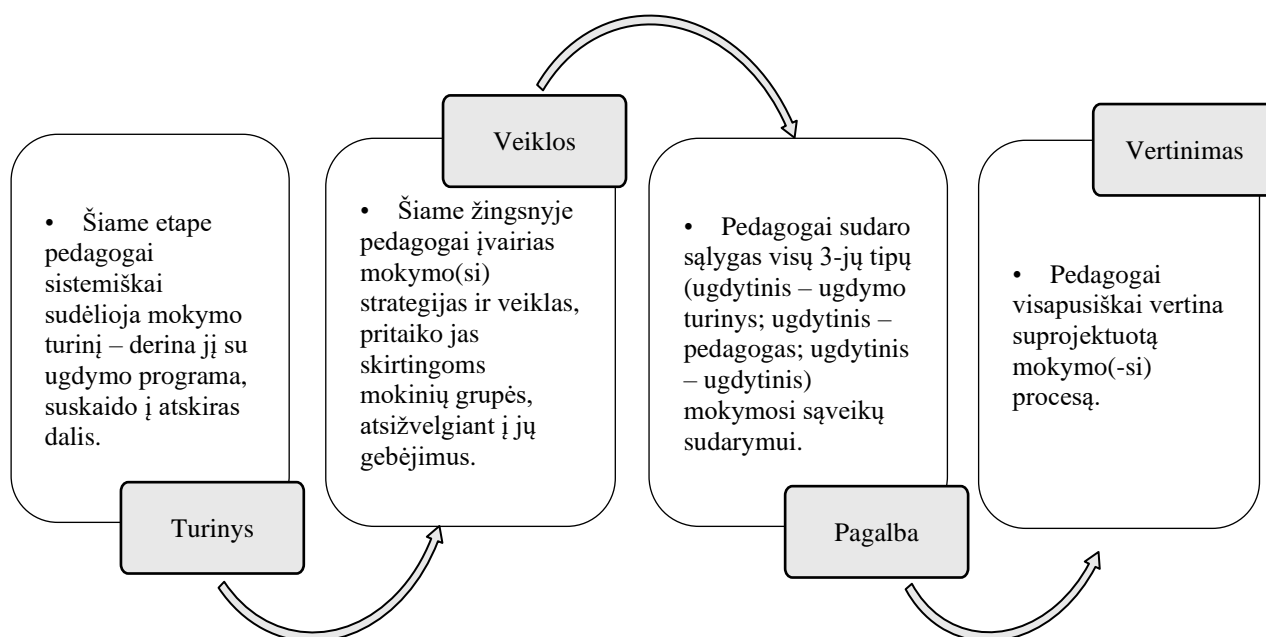 Turinys
• Šiame etape
pedagogai
sistemiškai
sudėlioja mokymo
turinį – derina jį su
ugdymo programa,
suskaido į atskiras
dalis.
Veiklos
• Šiame žingsnyje
pedagogai įvairias
mokymo(si)
strategijas ir veiklas,
pritaiko jas
skirtingoms
mokinių grupės,
atsižvelgiant į jų
gebėjimus.
Pagalba
• Pedagogai sudaro
sąlygas visų 3-jų tipų
(ugdytinis – ugdymo
turinys; ugdytinis –
pedagogas; ugdytinis
– ugdytinis)
mokymosi sąveikų
sudarymui.
Vertinimas
• Pedagogai
visapusiškai vertina
suprojektuotą
mokymo(-si)
procesą.